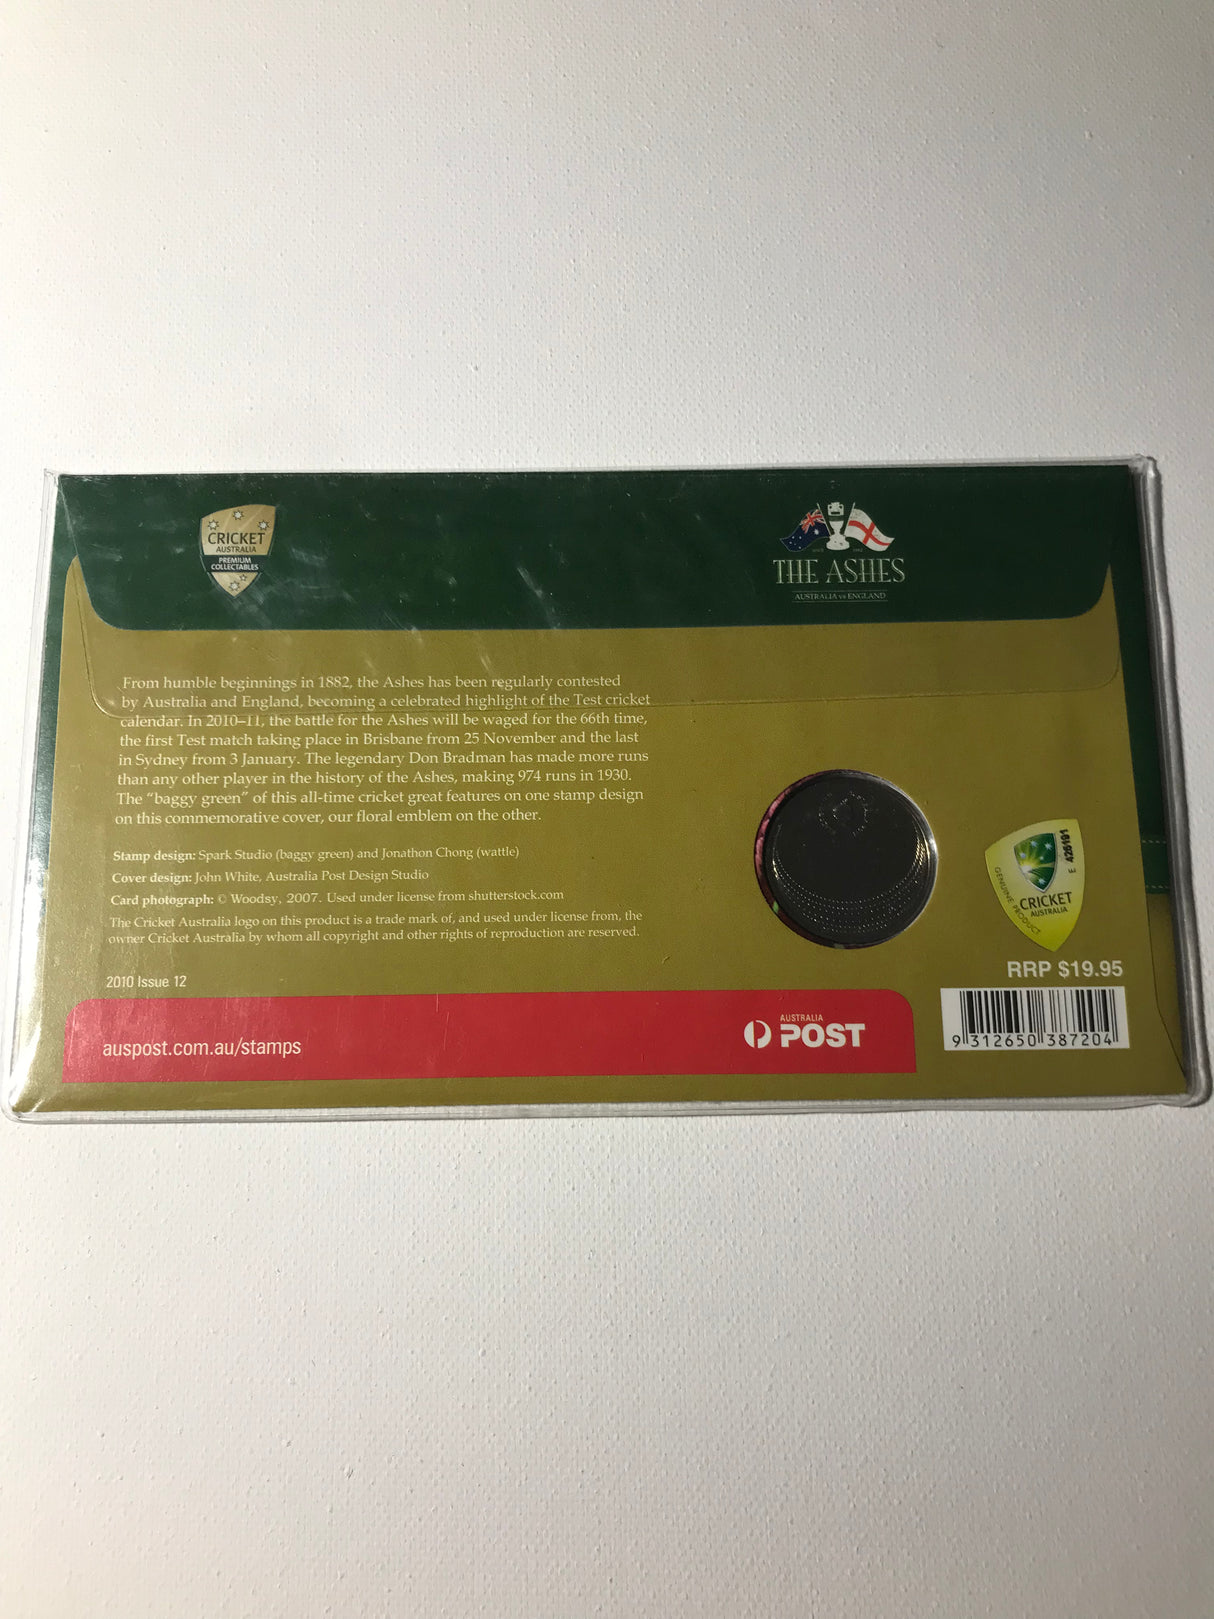 CRICKET
AUSTRALIA
PREMIUM
COLLECTABLES
THE ASHES
AUSTRALIA vs ENGLAND
From humble beginnings in 1882, the Ashes has been regularly contested
by Australia and England, becoming a celebrated highlight of the Test cricket
calendar. In 2010–11, the battle for the Ashes will be waged for the 66th time,
the first Test match taking place in Brisbane from 25 November and the last
in Sydney from 3 January. The legendary Don Bradman has made more runs
than any other player in the history of the Ashes, making 974 runs in 1930.
The “baggy green” of this all-time cricket great features on one stamp design
on this commemorative cover, our floral emblem on the other.
Stamp design: Spark Studio (baggy green) and Jonathon Chong (wattle)
Cover design: John White, Australia Post Design Studio
Card photograph: © Woodsy, 2007. Used under license from shutterstock.com
The Cricket Australia logo on this product is a trade mark of, and used under license from, the
owner Cricket Australia by whom all copyright and other rights of reproduction are reserved.
2010 Issue 12
GENUINE PRODUCT
CRICKET
AUSTRALIA
E 426191
RRP $19.95
9 312650 387204
auspost.com.au/stamps
AUSTRALIA
POST